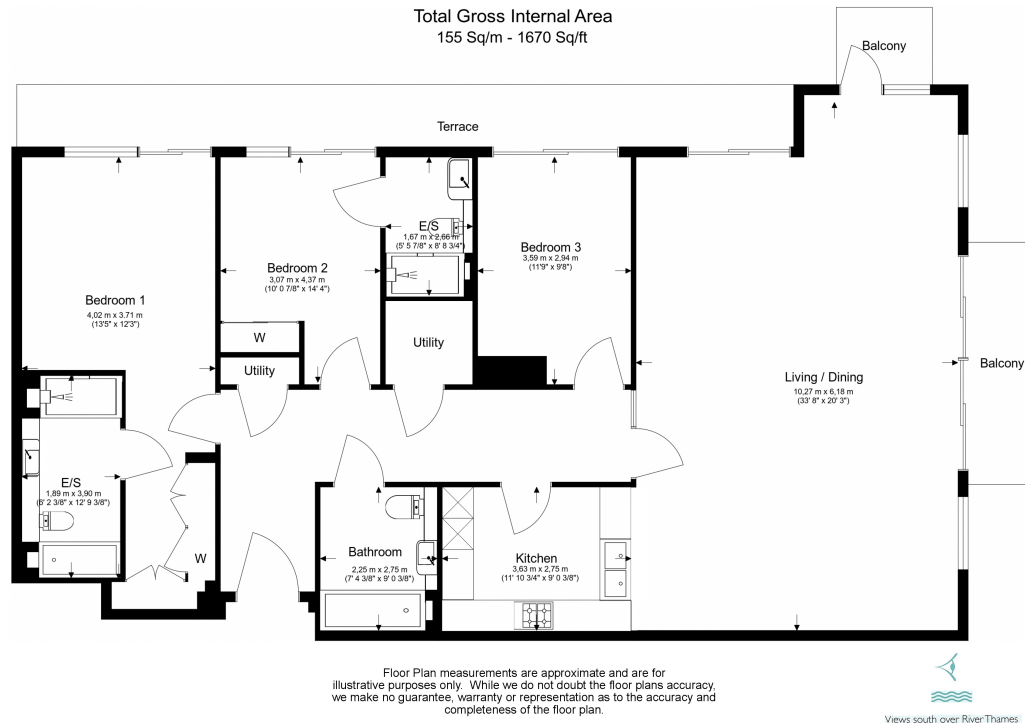 Total Gross Internal Area
155 Sq/m - 1670 Sq/ft
Balcony
Terrace
E/S
1,67 m x 2,66 m
(5' 5 7/8" x 8' 8 3/4")
Bedroom 3
3,59 m x 2,94 m
(11'9" x 9'8")
Bedroom 2
3,07 m x 4,37 m
(10' 0 7/8" x 14' 4")
Bedroom 1
4,02 m x 3.71 m
(13'5" x 12'3")
W
Utility
Utility
Living / Dining
10,27 m x 6,18 m
(33' 8" x 20' 3")
Balcony
E/S
1,89 m x 3,90 m
(6' 2 3/8" x 12' 9 3/8")
W
Bathroom
2,25 m x 2,75 m
(7' 4 3/8" x 9' 0 3/8")
Kitchen
3,63 m x 2,75 m
(11' 10 3/4" x 9' 0 3/8")
Floor Plan measurements are approximate and are for
illustrative purposes only. While we do not doubt the floor plans accuracy,
we make no guarantee, warranty or representation as to the accuracy and
completeness of the floor plan.
Views south over River Thames